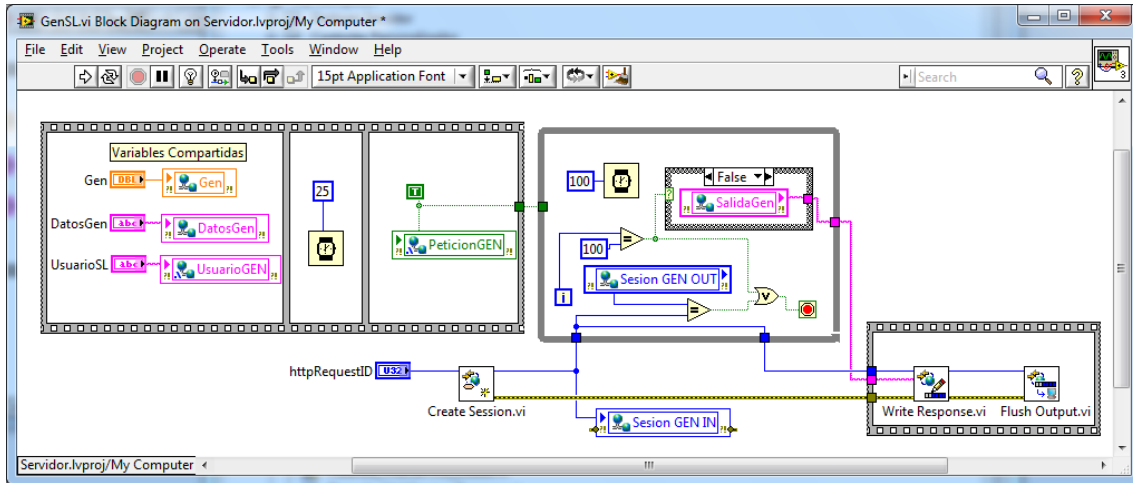 GenSL.vi Block Diagram on Servidor.lvproj/My Computer *
File Edit View Project Operate Tools Window Help
15pt Application Font
Search
3
Variables Compartidas
Gen DBL Gen
DatosGen abc DatosGen
UsuarioSL abc UsuarioGEN
25
T
PeticionGEN
100
False
?
SalidaGen
=
100
Sesion GEN OUT
i
=
V
httpRequestID U32
Create Session.vi
Sesion GEN IN
Write Response.vi Flush Output.vi
Servidor.lvproj/My Computer